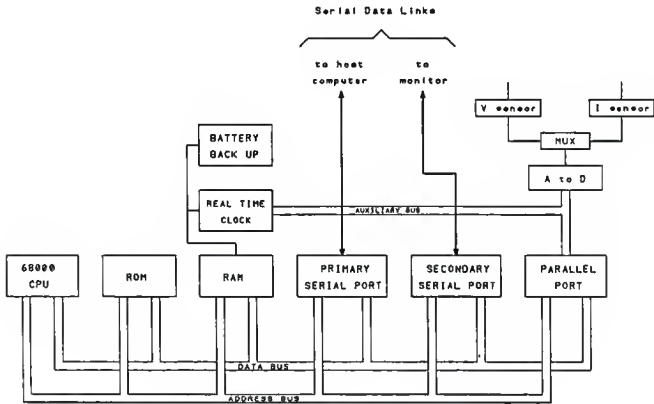 Serial Data Links
to host
computer
to
monitor
V sensor
I sensor
MUX
A to D
BATTERY
BACK UP
REAL TIME
CLOCK
AUXILIARY BUS
68000
CPU
ROM
RAM
PRIMARY
SERIAL PORT
SECONDARY
SERIAL PORT
PARALLEL
PORT
DATA BUS
ADDRESS BUS